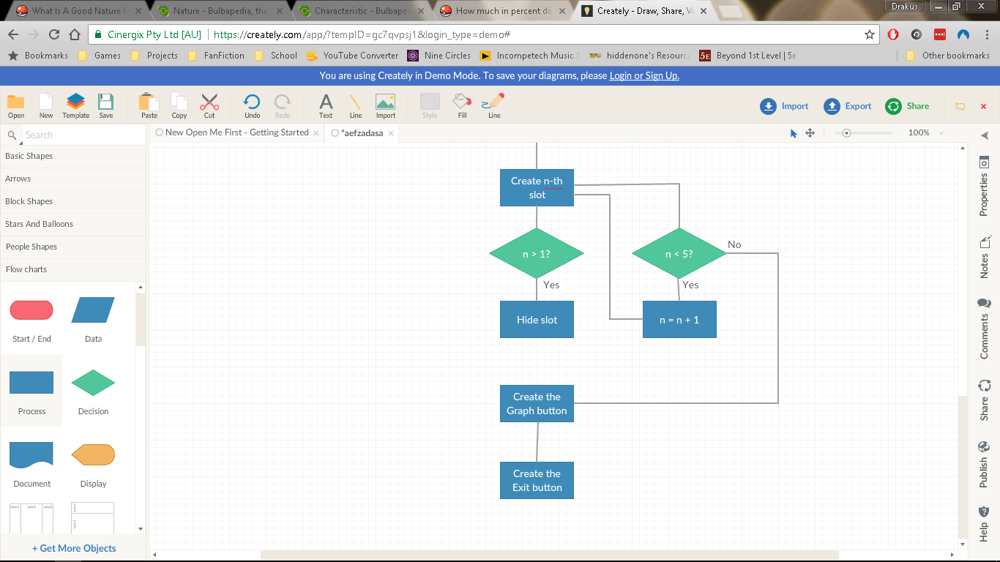 What Is A Good Nature F
Nature - Bulbapedia, the
Characteristic - Bulbaped
How much in percent do
Creately - Draw, Share, Va
Drakus
Cinergix Pty Ltd [AU]
https://creately.com/app/?tempID=gc7qvpsj1&login_type=demo#
Bookmarks
Games
Projects
FanFiction
School
YouTube Converter
Nine Circles
Incompetech Music S
hiddenone's Resourc
5E
Beyond 1st Level | 5e
Other bookmarks
You are using Creately in Demo Mode. To save your diagrams, please Login or Sign Up.
Open
New
Template
Save
Paste
Copy
Cut
Undo
Redo
Text
Line
Import
Style
Fill
Line
Import
Export
Share
Search
New Open Me First - Getting Started
*aefzadasa
100%
Basic Shapes
Arrows
Block Shapes
Stars And Balloons
People Shapes
Flow charts
Start / End
Data
Process
Decision
Document
Display
+ Get More Objects
Create n-th
slot
n > 1?
Yes
Hide slot
n < 5?
No
Yes
n = n + 1
Create the
Graph button
Create the
Exit button
Properties
Notes
Comments
Share
Publish
Help